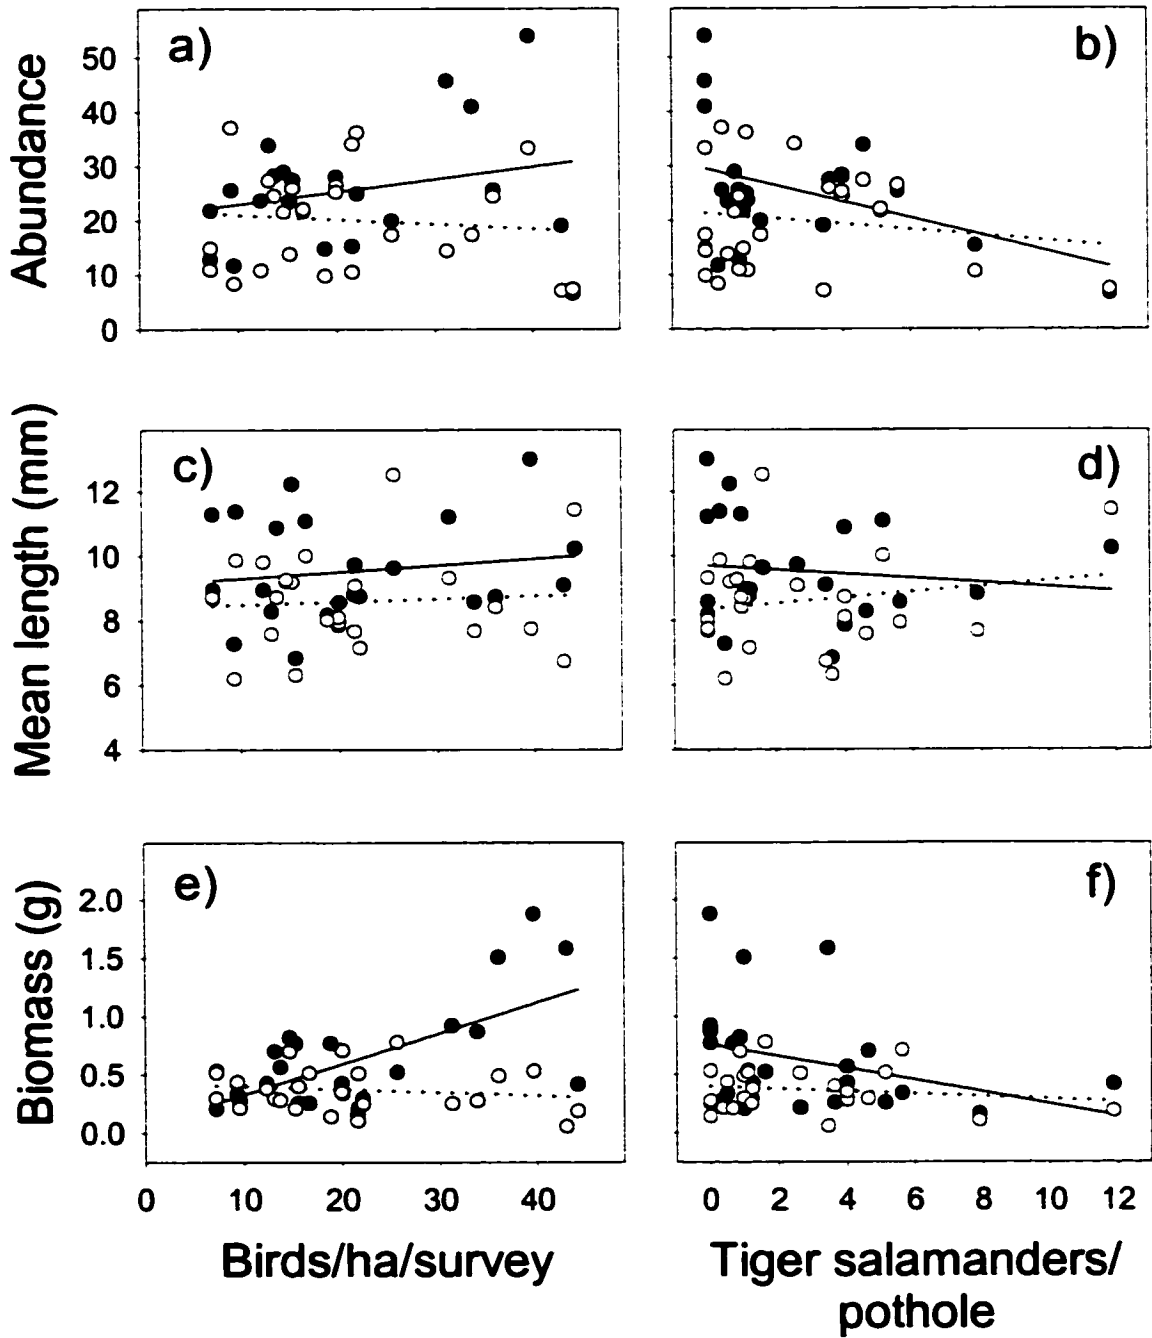 a)
b)
Abundance
50
40
30
20
10
0
c)
d)
Mean length (mm)
12
10
8
6
4
e)
f)
Biomass (g)
2.0
1.5
1.0
0.5
0.0
0 10 20 30 40
0 2 4 6 8 10 12
Birds/ha/survey
Tiger salamanders/
pothole